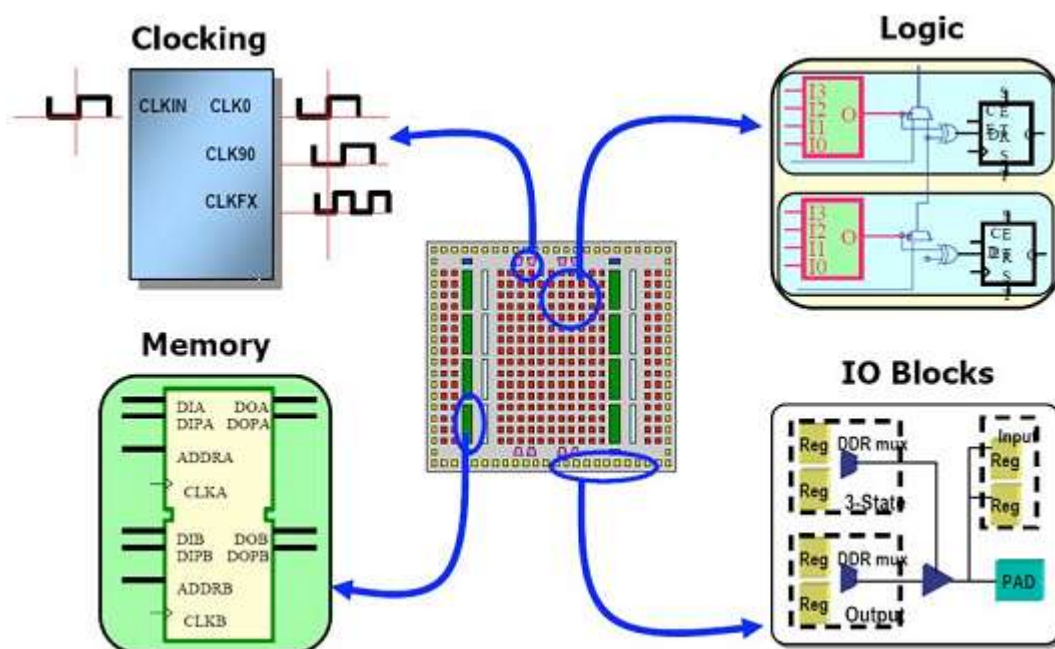 Clocking
CLKIN CLK0
CLK90
CLKFX
Logic
I3
I2
I1
I0
O
I3
I2
I1
I0
O
Memory
DIA DOA
DIPA DOPA
ADDRA
CLKA
DIB DOB
DIPB DOPB
ADDRB
CLKB
IO Blocks
Reg DDR mux
Reg
3-State
Reg DDR mux
Reg
Output
Input
Reg
Reg
PAD